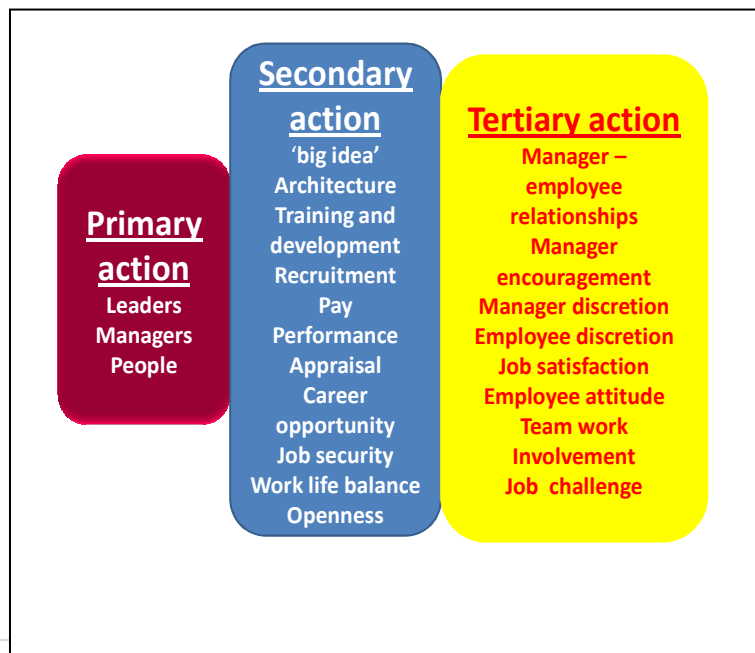 Primary
action
Leaders
Managers
People
Secondary
action
‘big idea’
Architecture
Training and
development
Recruitment
Pay
Performance
Appraisal
Career
opportunity
Job security
Work life balance
Openness
Tertiary action
Manager –
employee
relationships
Manager
encouragement
Manager discretion
Employee discretion
Job satisfaction
Employee attitude
Team work
Involvement
Job challenge